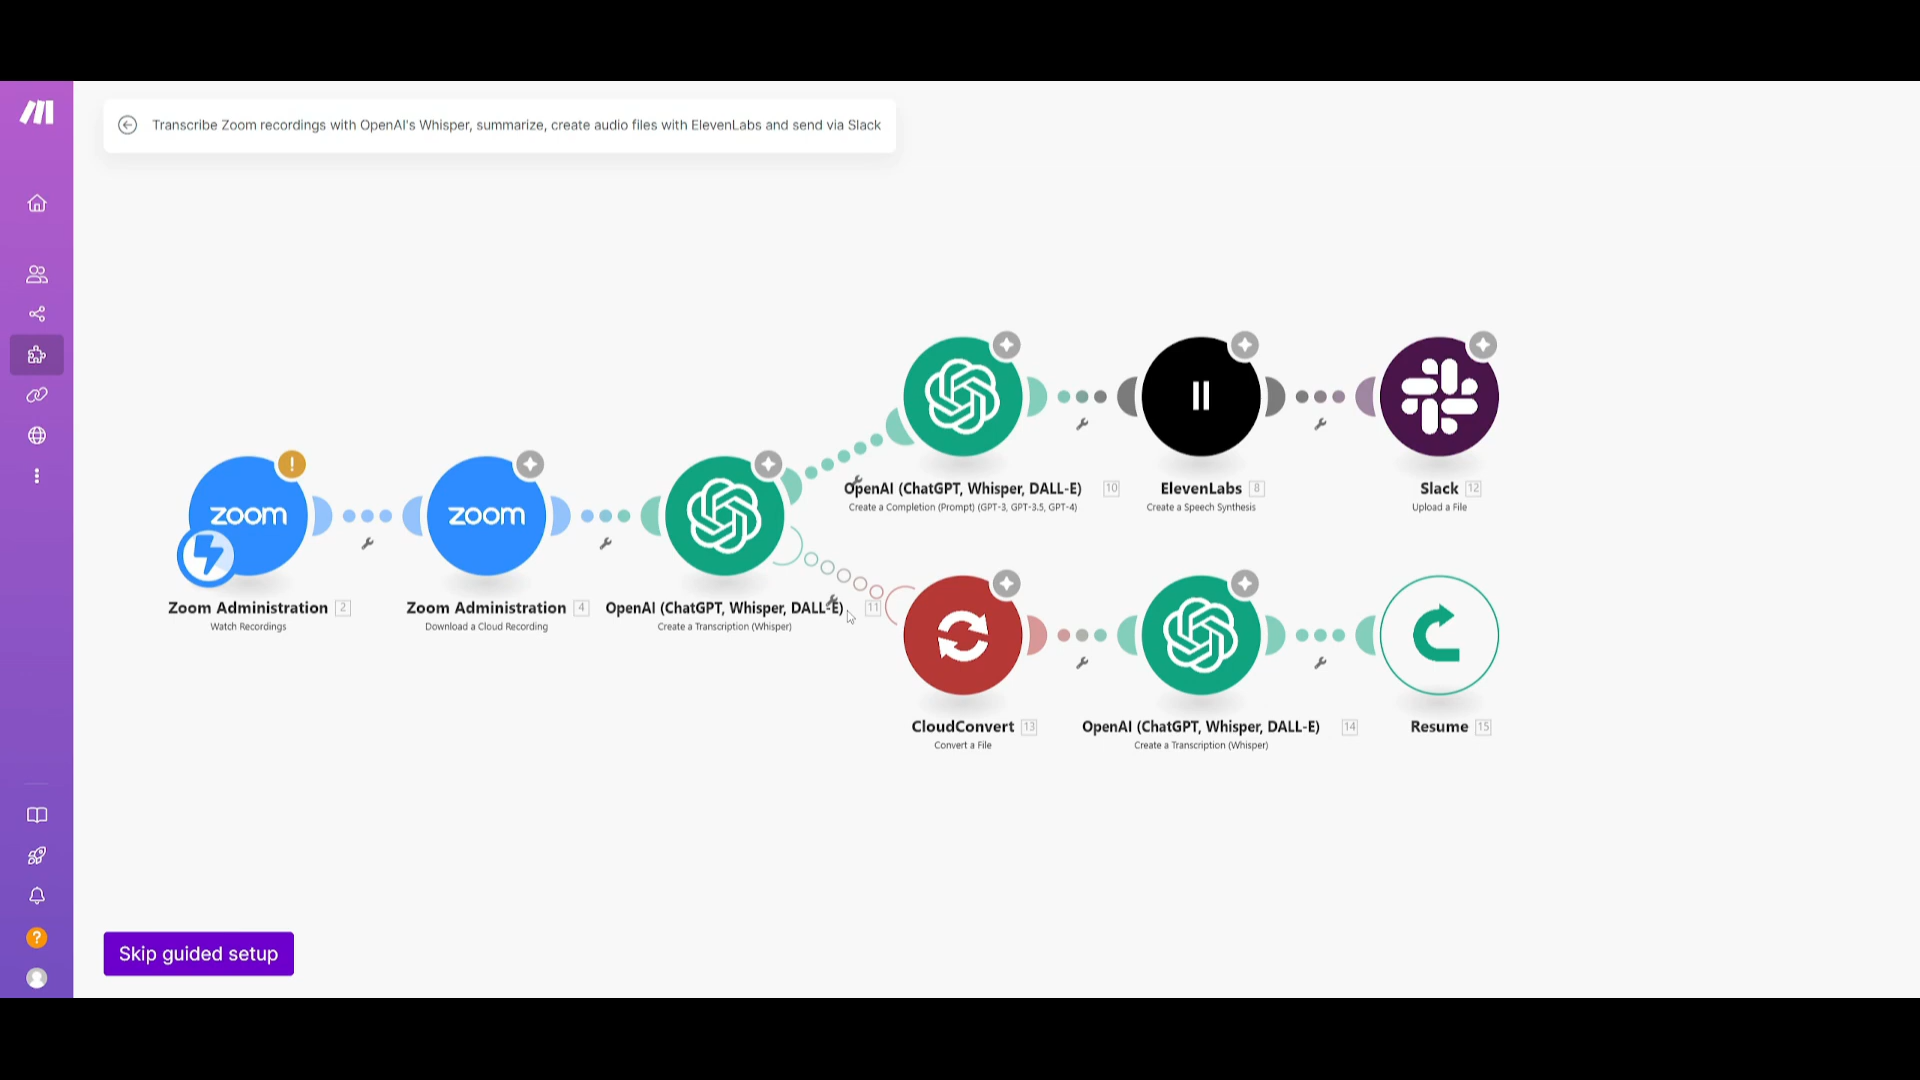 Transcribe Zoom recordings with OpenAI's Whisper, summarize, create audio files with ElevenLabs and send via Slack
OpenAI (ChatGPT, Whisper, DALL-E) 10
Create a Completion (Prompt) (GPT-3, GPT-3.5, GPT-4)
ElevenLabs 8
Create a Speech Synthesis
Slack 12
Upload a File
zoom
!
Zoom Administration 2
Watch Recordings
zoom
Zoom Administration 4
Download a Cloud Recording
OpenAI (ChatGPT, Whisper, DALL-E) 11
Create a Transcription (Whisper)
CloudConvert 13
Convert a File
OpenAI (ChatGPT, Whisper, DALL-E) 14
Create a Transcription (Whisper)
Resume 15
?
Skip guided setup